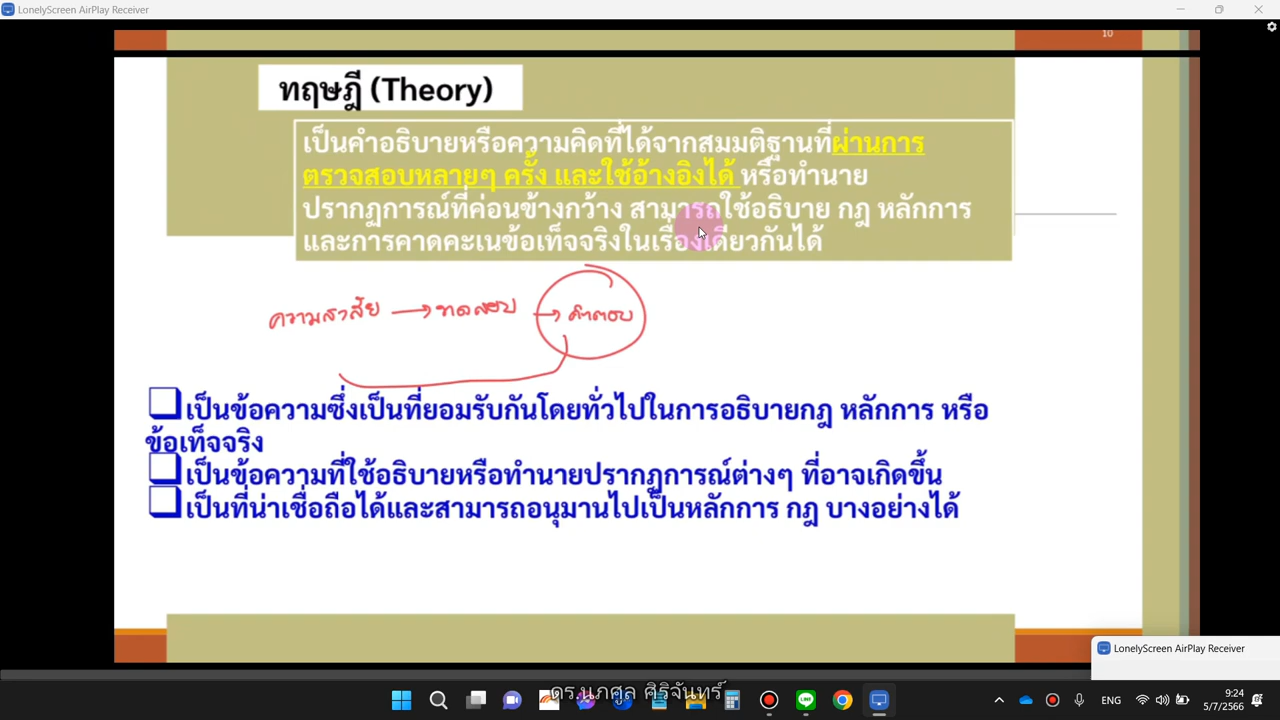 LonelyScreen AirPlay Receiver
10
ทฤษฎี (Theory)
เป็นคำอธิบายหรือความคิดที่ได้จากสมมติฐานที่ผ่านการ
ตรวจสอบหลายๆ ครั้ง และใช้อ้างอิงได้ หรือทำนาย
ปรากฏการณ์ที่ค่อนข้างกว้าง สามารถใช้อธิบาย กฎ หลักการ
และการคาดคะเนข้อเท็จจริงในเรื่องเดียวกันได้
ความสงสัย → ทดสอบ → คำตอบ
เป็นข้อความซึ่งเป็นที่ยอมรับกันโดยทั่วไปในการอธิบายกฎ หลักการ หรือ
ข้อเท็จจริง
เป็นข้อความที่ใช้อธิบายหรือทำนายปรากฏการณ์ต่างๆ ที่อาจเกิดขึ้น
เป็นที่น่าเชื่อถือได้และสามารถอนุมานไปเป็นหลักการ กฎ บางอย่างได้
LonelyScreen AirPlay Receiver
ดร.นภศูล ศิริจันทร์
ENG
9:24
5/7/2566